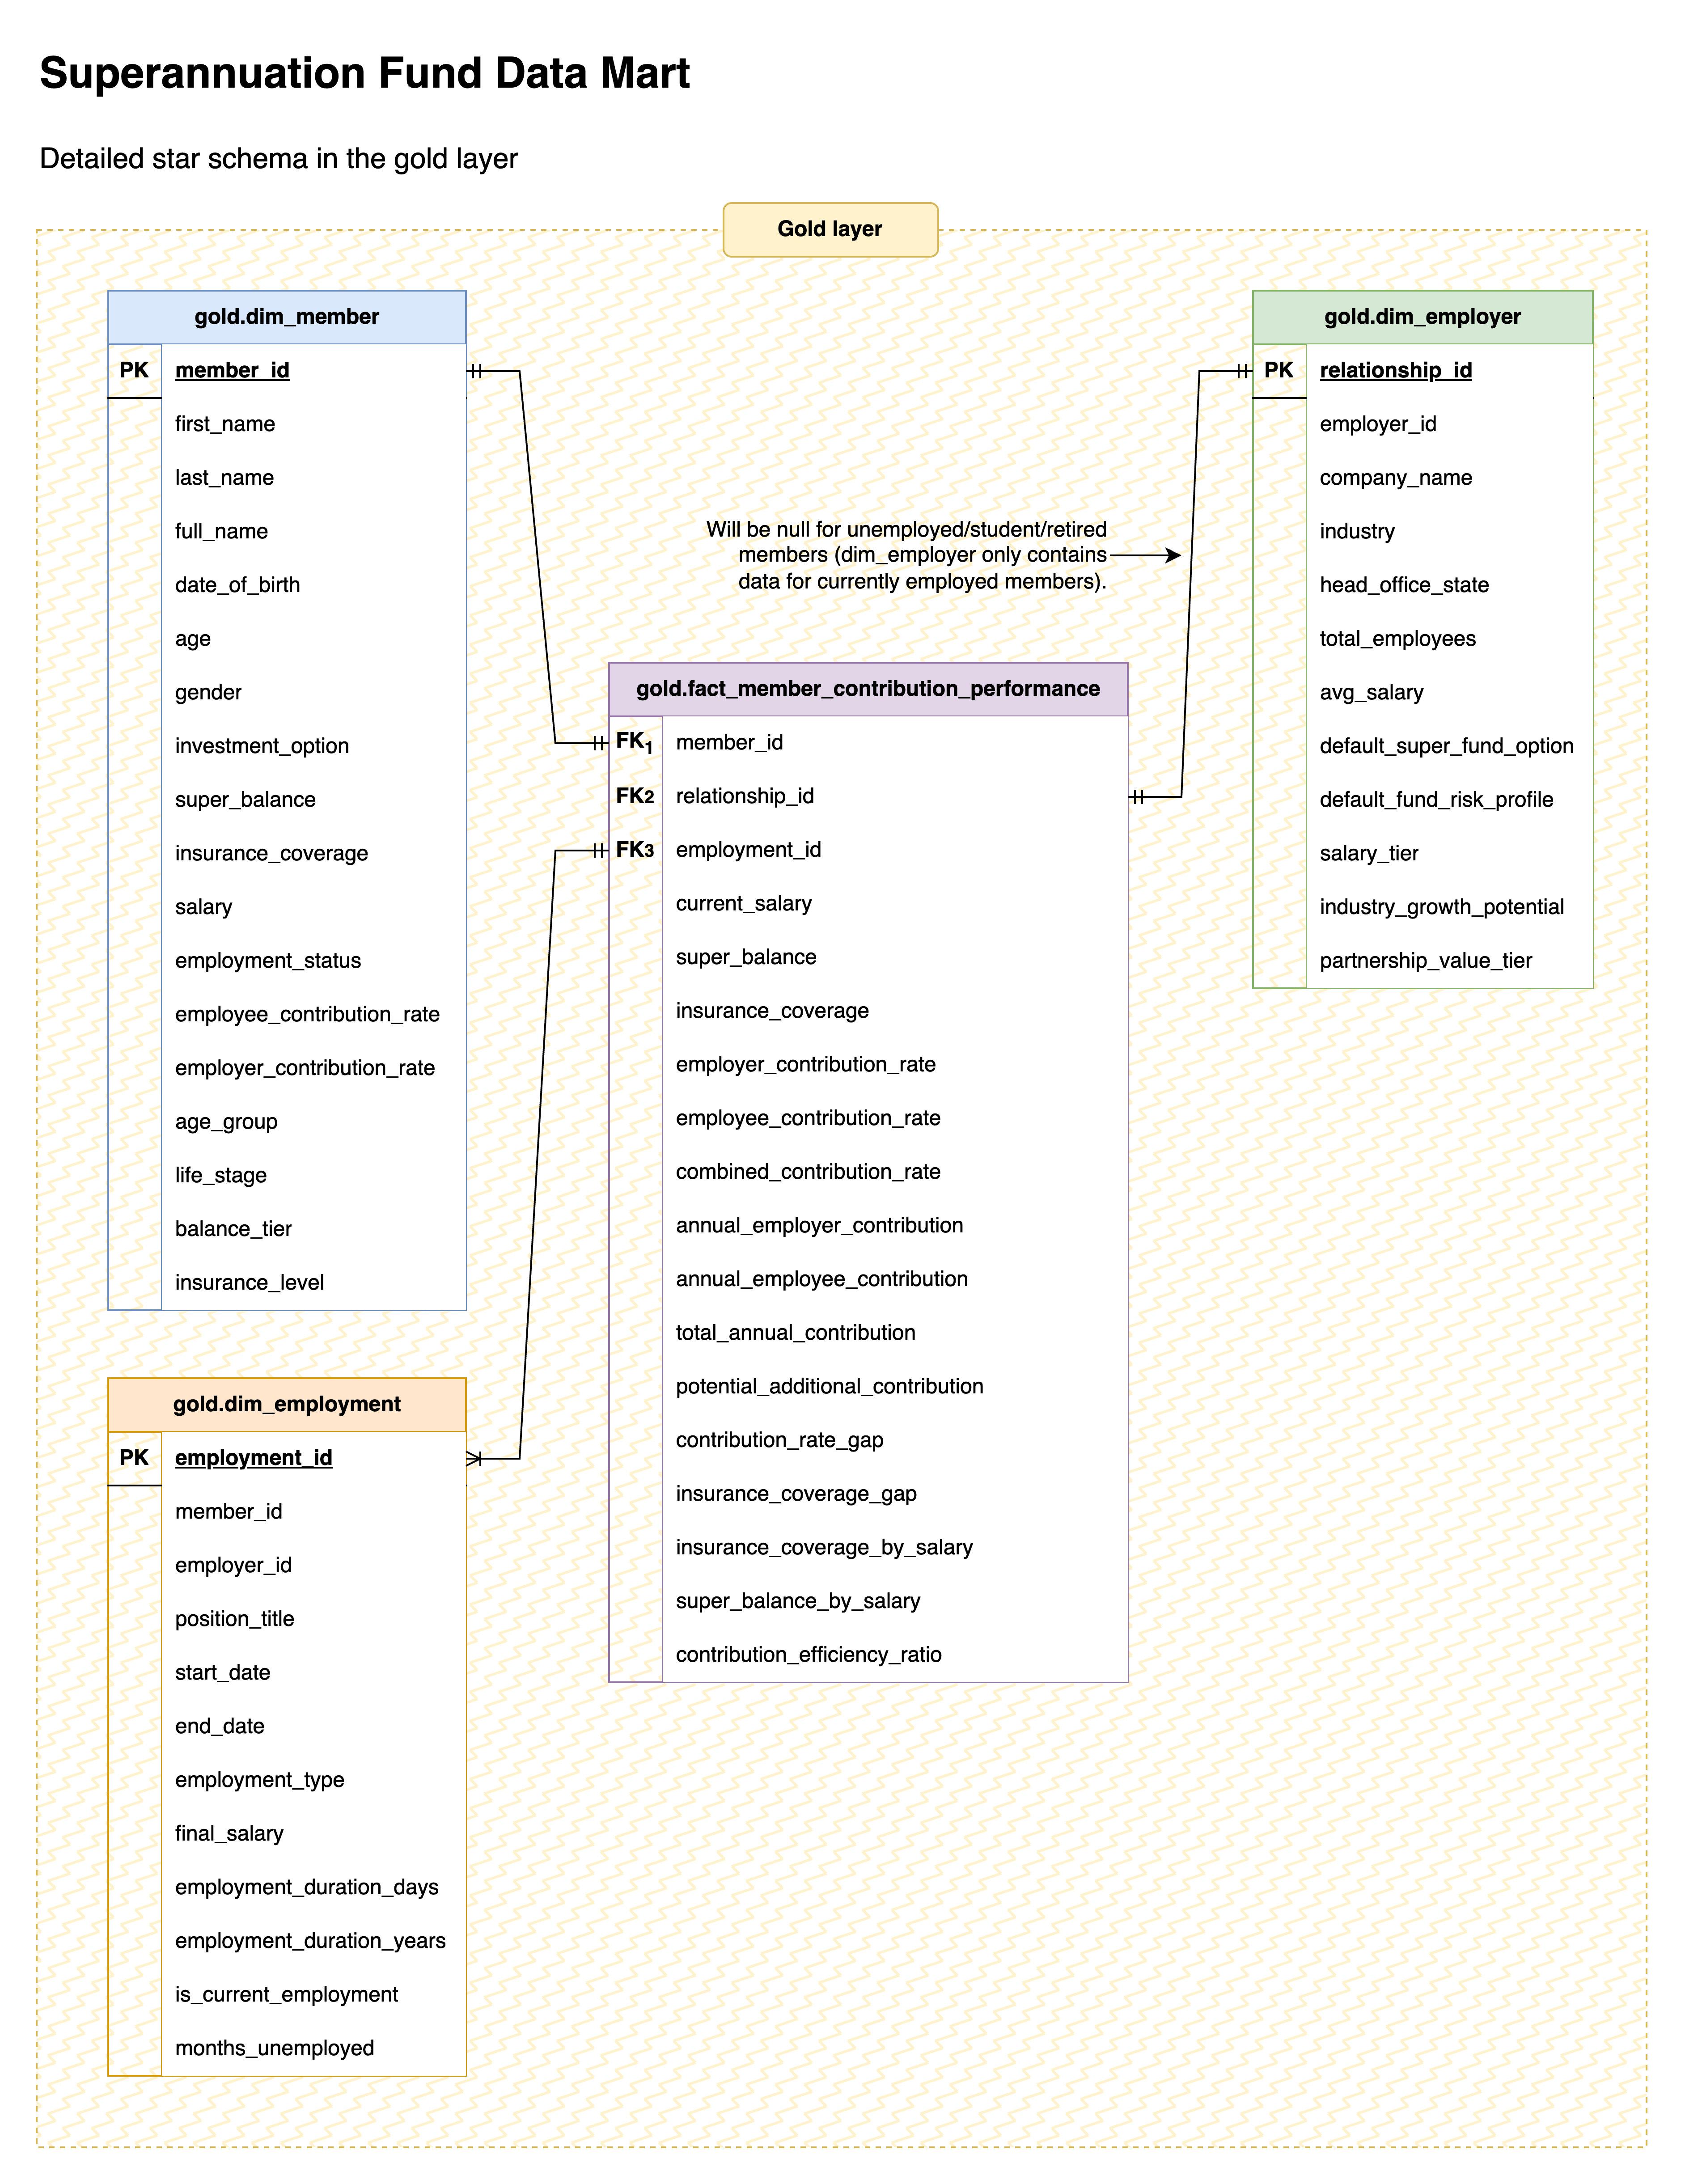 Superannuation Fund Data Mart
Detailed star schema in the gold layer
Gold layer
gold.dim_member
PK member_id
first_name
last_name
full_name
date_of_birth
age
gender
investment_option
super_balance
insurance_coverage
salary
employment_status
employee_contribution_rate
employer_contribution_rate
age_group
life_stage
balance_tier
insurance_level
gold.dim_employer
PK relationship_id
employer_id
company_name
industry
head_office_state
total_employees
avg_salary
default_super_fund_option
default_fund_risk_profile
salary_tier
industry_growth_potential
partnership_value_tier
Will be null for unemployed/student/retired
members (dim_employer only contains
data for currently employed members).
gold.fact_member_contribution_performance
FK1 member_id
FK2 relationship_id
FK3 employment_id
current_salary
super_balance
insurance_coverage
employer_contribution_rate
employee_contribution_rate
combined_contribution_rate
annual_employer_contribution
annual_employee_contribution
total_annual_contribution
potential_additional_contribution
contribution_rate_gap
insurance_coverage_gap
insurance_coverage_by_salary
super_balance_by_salary
contribution_efficiency_ratio
gold.dim_employment
PK employment_id
member_id
employer_id
position_title
start_date
end_date
employment_type
final_salary
employment_duration_days
employment_duration_years
is_current_employment
months_unemployed